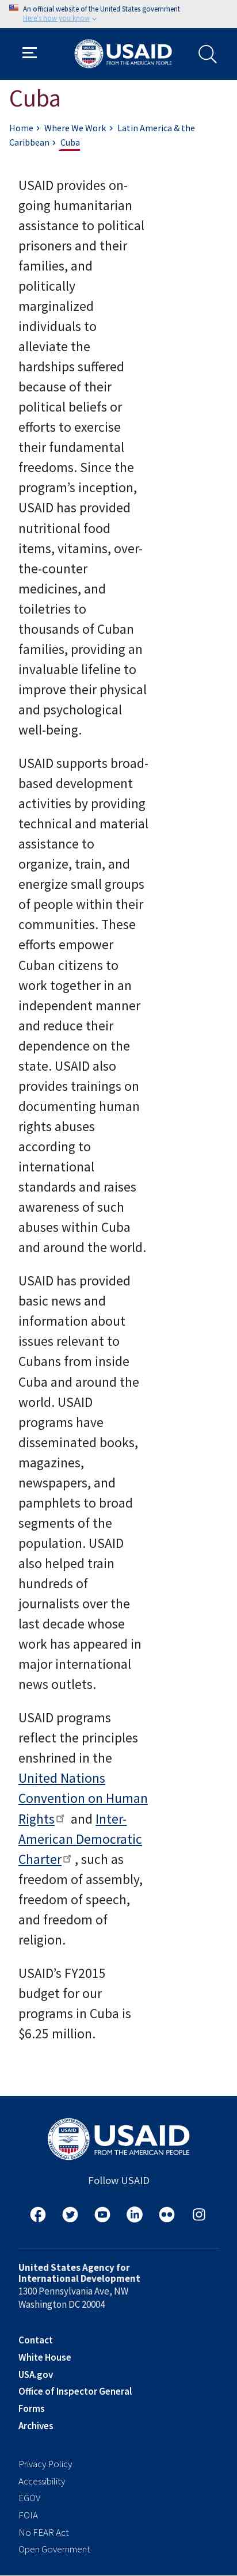 An official website of the United States government
Here's how you know
USAID
FROM THE AMERICAN PEOPLE
Cuba
Home > Where We Work > Latin America & the
Caribbean > Cuba
USAID provides on-
going humanitarian
assistance to political
prisoners and their
families, and
politically
marginalized
individuals to
alleviate the
hardships suffered
because of their
political beliefs or
efforts to exercise
their fundamental
freedoms. Since the
program's inception,
USAID has provided
nutritional food
items, vitamins, over-
the-counter
medicines, and
toiletries to
thousands of Cuban
families, providing an
invaluable lifeline to
improve their physical
and psychological
well-being.
USAID supports broad-
based development
activities by providing
technical and material
assistance to
organize, train, and
energize small groups
of people within their
communities. These
efforts empower
Cuban citizens to
work together in an
independent manner
and reduce their
dependence on the
state. USAID also
provides trainings on
documenting human
rights abuses
according to
international
standards and raises
awareness of such
abuses within Cuba
and around the world.
USAID has provided
basic news and
information about
issues relevant to
Cubans from inside
Cuba and around the
world. USAID
programs have
disseminated books,
magazines,
newspapers, and
pamphlets to broad
segments of the
population. USAID
also helped train
hundreds of
journalists over the
last decade whose
work has appeared in
major international
news outlets.
USAID programs
reflect the principles
enshrined in the
United Nations
Convention on Human
Rights and Inter-
American Democratic
Charter , such as
freedom of assembly,
freedom of speech,
and freedom of
religion.
USAID's FY2015
budget for our
programs in Cuba is
$6.25 million.
USAID
FROM THE AMERICAN PEOPLE
Follow USAID
United States Agency for
International Development
1300 Pennsylvania Ave, NW
Washington DC 20004
Contact
White House
USA.gov
Office of Inspector General
Forms
Archives
Privacy Policy
Accessibility
EGOV
FOIA
No FEAR Act
Open Government